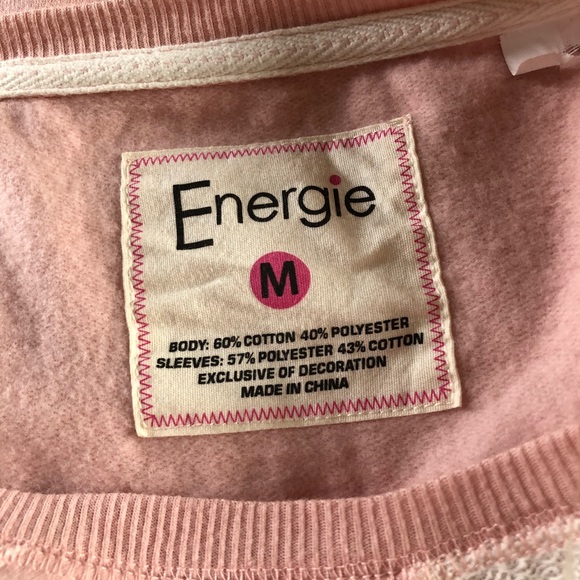 Energie
M
BODY: 60% COTTON 40% POLYESTER
SLEEVES: 57% POLYESTER 43% COTTON
EXCLUSIVE OF DECORATION
MADE IN CHINA